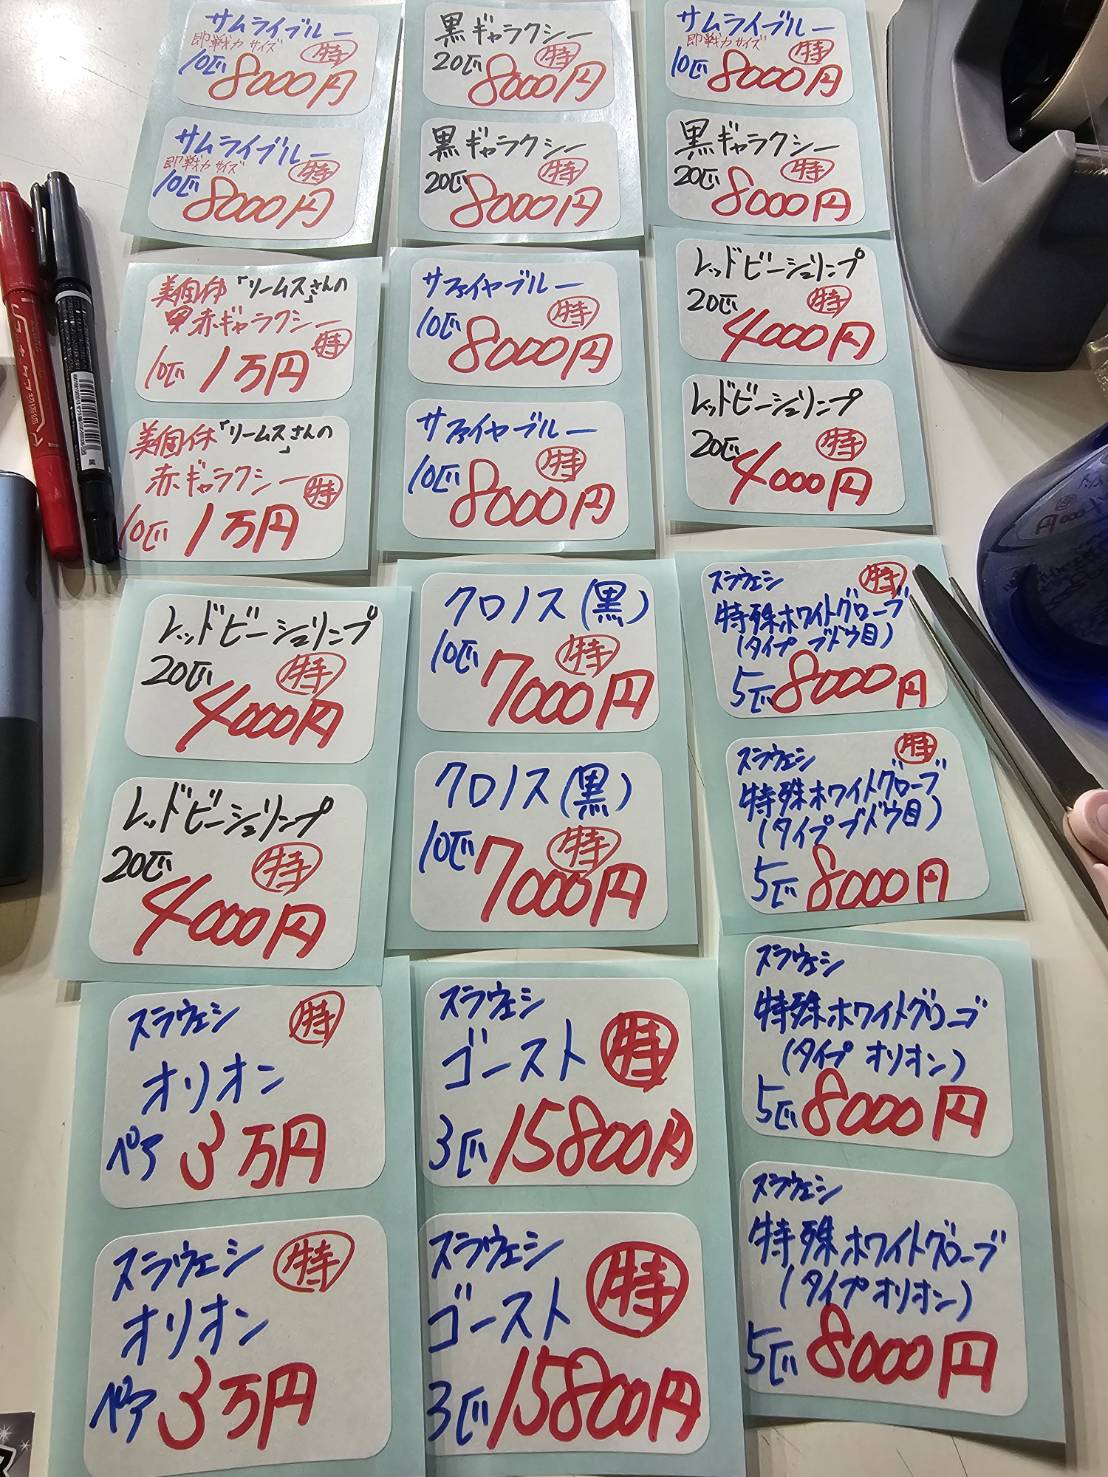 サムライブルー
即戦力サイズ
特
10匹 8000円
サムライブルー
即戦力サイズ
特
10匹 8000円
黒ギャラクシー
特
20匹 8000円
黒ギャラクシー
特
20匹 8000円
サムライブルー
即戦力サイズ
特
10匹 8000円
黒ギャラクシー
特
20匹 8000円
美個体「リームスさんの」
黒赤ギャラクシー
特
10匹 1万円
美個体「リームスさんの」
赤ギャラクシー
特
10匹 1万円
サファイヤブルー
特
10匹 8000円
サファイヤブルー
特
10匹 8000円
レッドビーシュリンプ
特
20匹 4000円
レッドビーシュリンプ
特
20匹 4000円
レッドビーシュリンプ
特
20匹 4000円
レッドビーシュリンプ
特
20匹 4000円
クロノス(黒)
特
10匹 7000円
クロノス(黒)
特
10匹 7000円
スラウェシ 特
特殊ホワイトグローブ
(タイプ ブドウ目)
5匹 8000円
スラウェシ 特
特殊ホワイトグローブ
(タイプ ブドウ目)
5匹 8000円
スラウェシ 特
オリオン
ペア 3万円
スラウェシ 特
オリオン
ペア 3万円
スラウェシ
ゴースト 特
3匹 15800円
スラウェシ
ゴースト 特
3匹 15800円
スラウェシ
特殊ホワイトグローブ
(タイプ オリオン)
5匹 8000円
スラウェシ
特殊ホワイトグローブ
(タイプ オリオン)
5匹 8000円